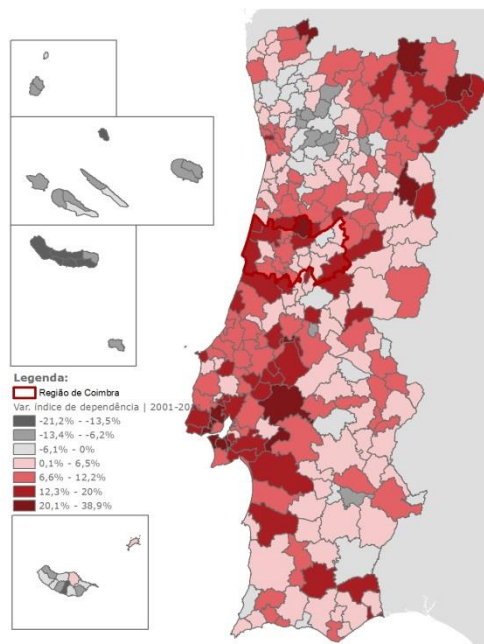 Legenda:
Região de Coimbra
Var. índice de dependência | 2001-20
-21,2% - -13,5%
-13,4% - -6,2%
-6,1% - 0%
0,1% - 6,5%
6,6% - 12,2%
12,3% - 20%
20,1% - 38,9%